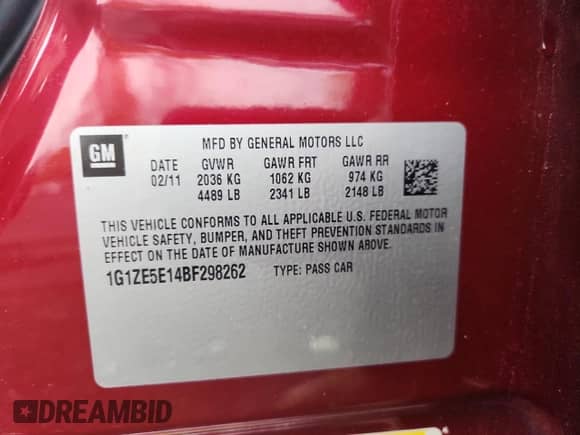 GM
MFD BY GENERAL MOTORS LLC
DATE GVWR GAWR FRT GAWR RR
02/11 2036 KG 1062 KG 974 KG
4489 LB 2341 LB 2148 LB
THIS VEHICLE CONFORMS TO ALL APPLICABLE U.S. FEDERAL MOTOR
VEHICLE SAFETY, BUMPER, AND THEFT PREVENTION STANDARDS IN
EFFECT ON THE DATE OF MANUFACTURE SHOWN ABOVE.
1G1ZE5E14BF298262 TYPE: PASS CAR
DREAMBID